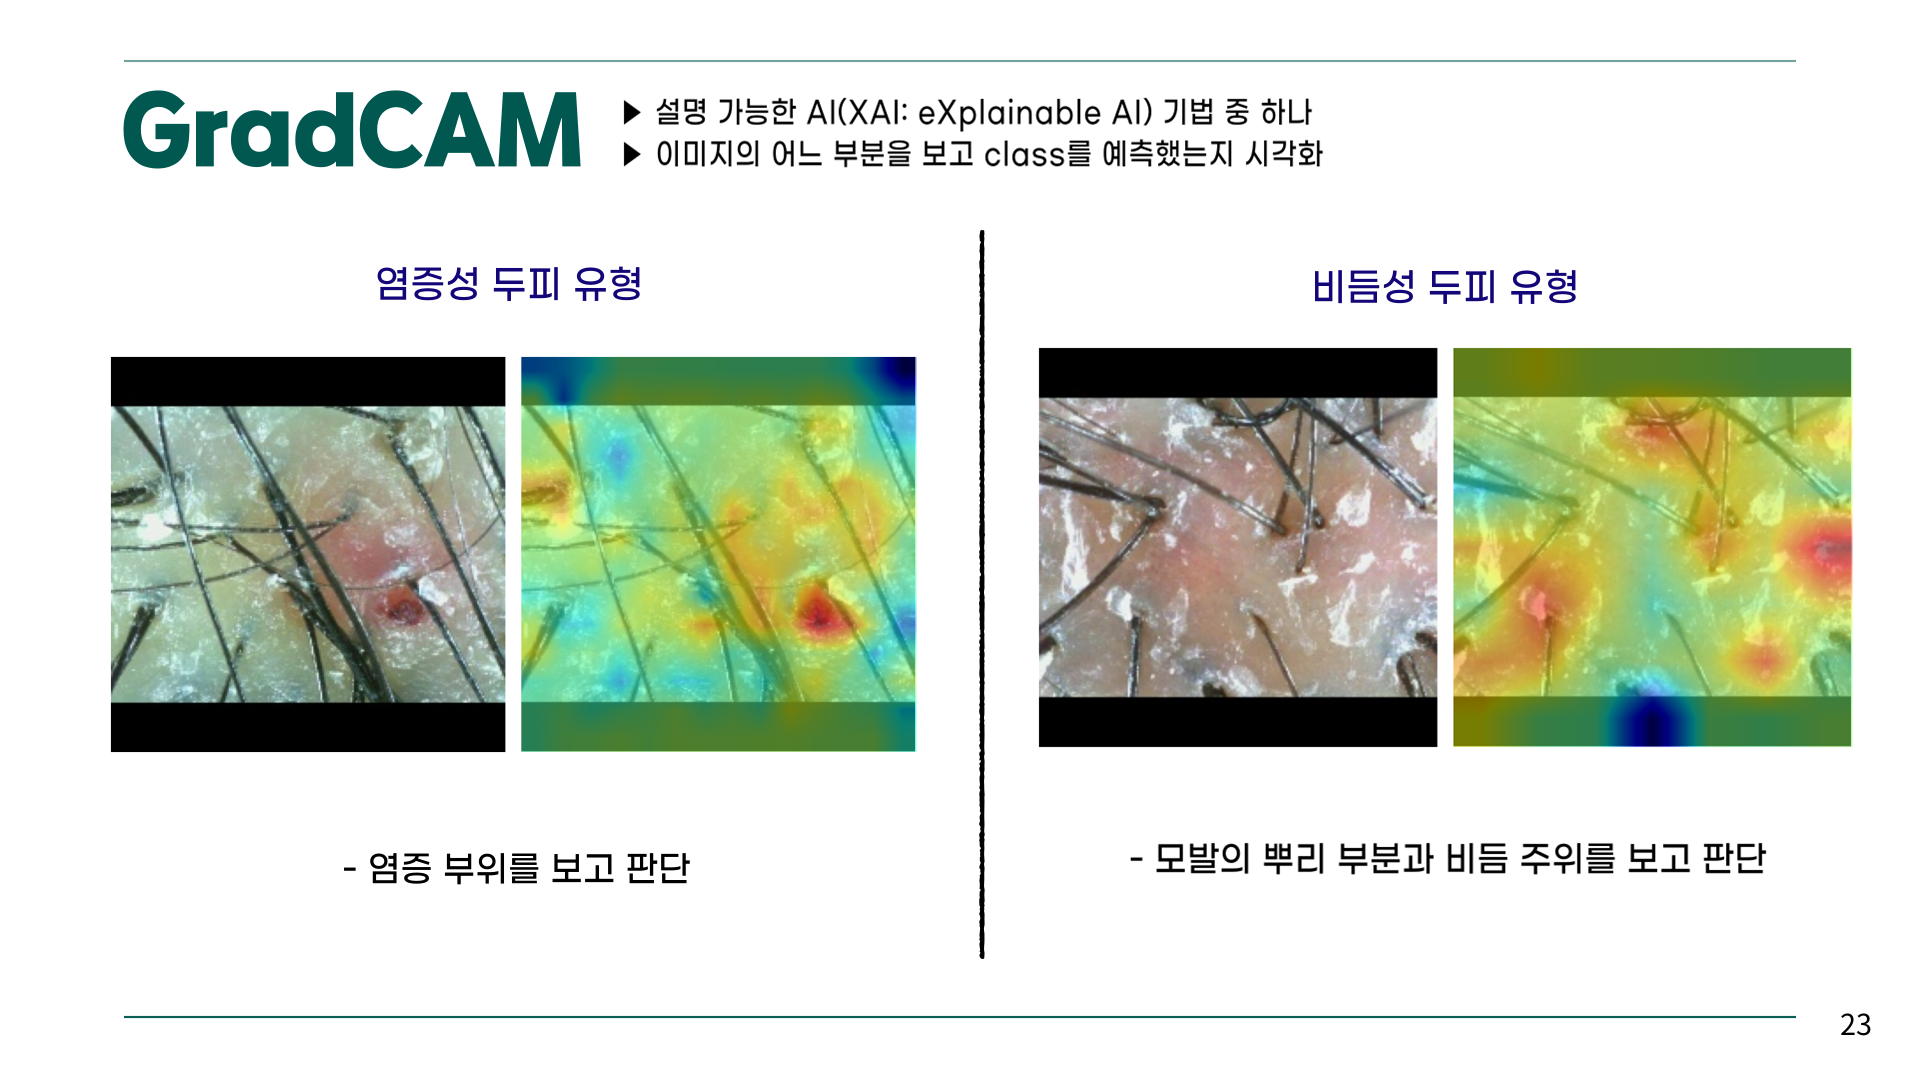 GradCAM
▶ 설명 가능한 AI(XAI: eXplainable AI) 기법 중 하나
▶ 이미지의 어느 부분을 보고 class를 예측했는지 시각화
염증성 두피 유형
비듬성 두피 유형
- 염증 부위를 보고 판단
- 모발의 뿌리 부분과 비듬 주위를 보고 판단
23